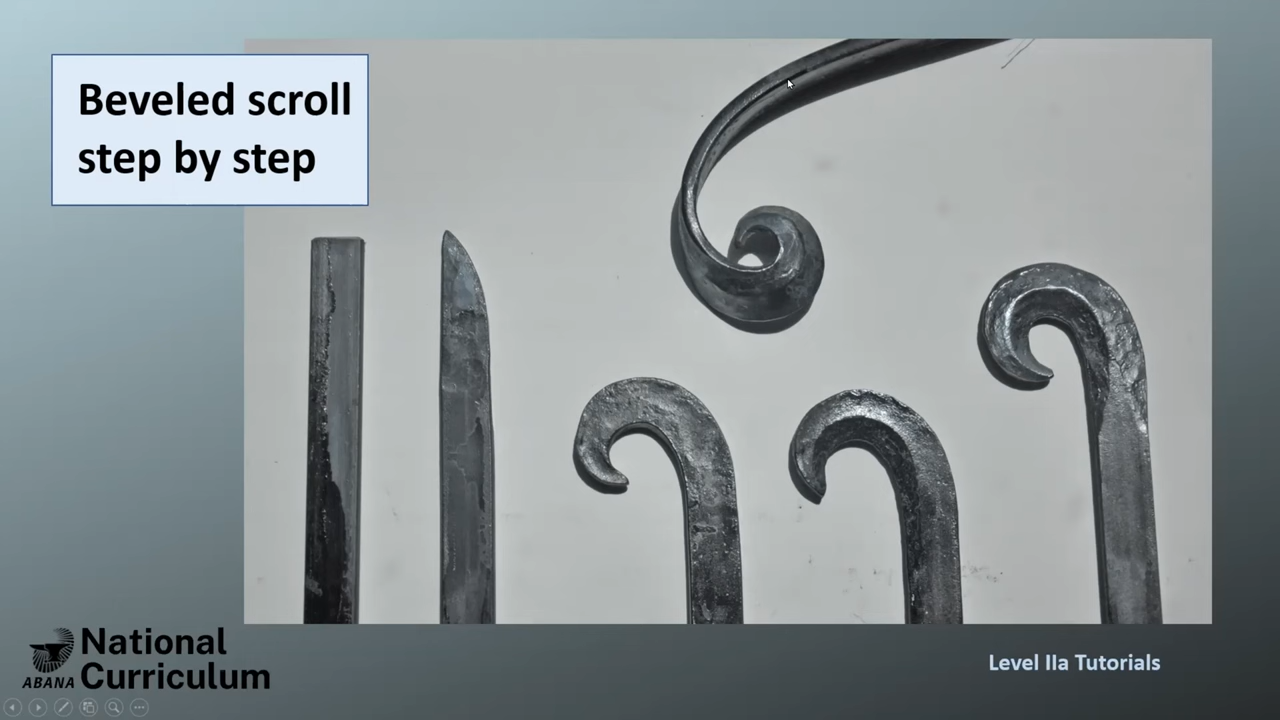 Beveled scroll
step by step
National
Curriculum
ABANA
Level IIa Tutorials